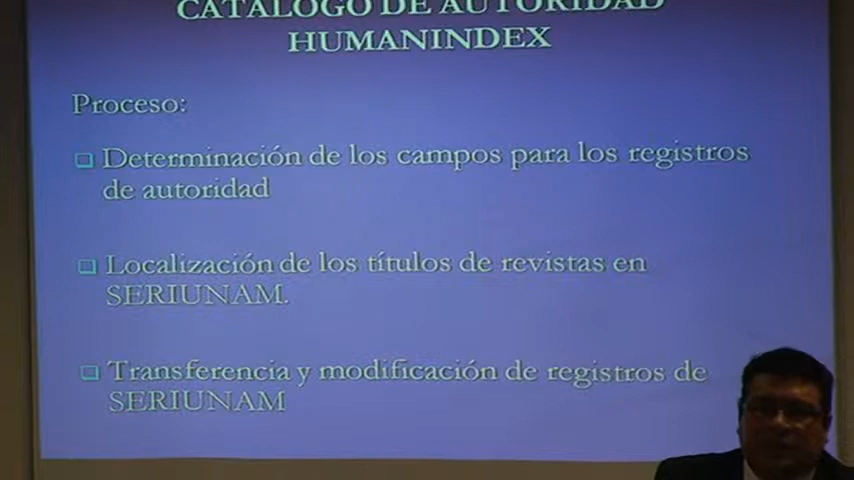 CATÁLOGO DE AUTORIDAD
HUMANINDEX
Proceso:
Determinación de los campos para los registros
de autoridad
Localización de los títulos de revistas en
SERIUNAM.
Transferencia y modificación de registros de
SERIUNAM